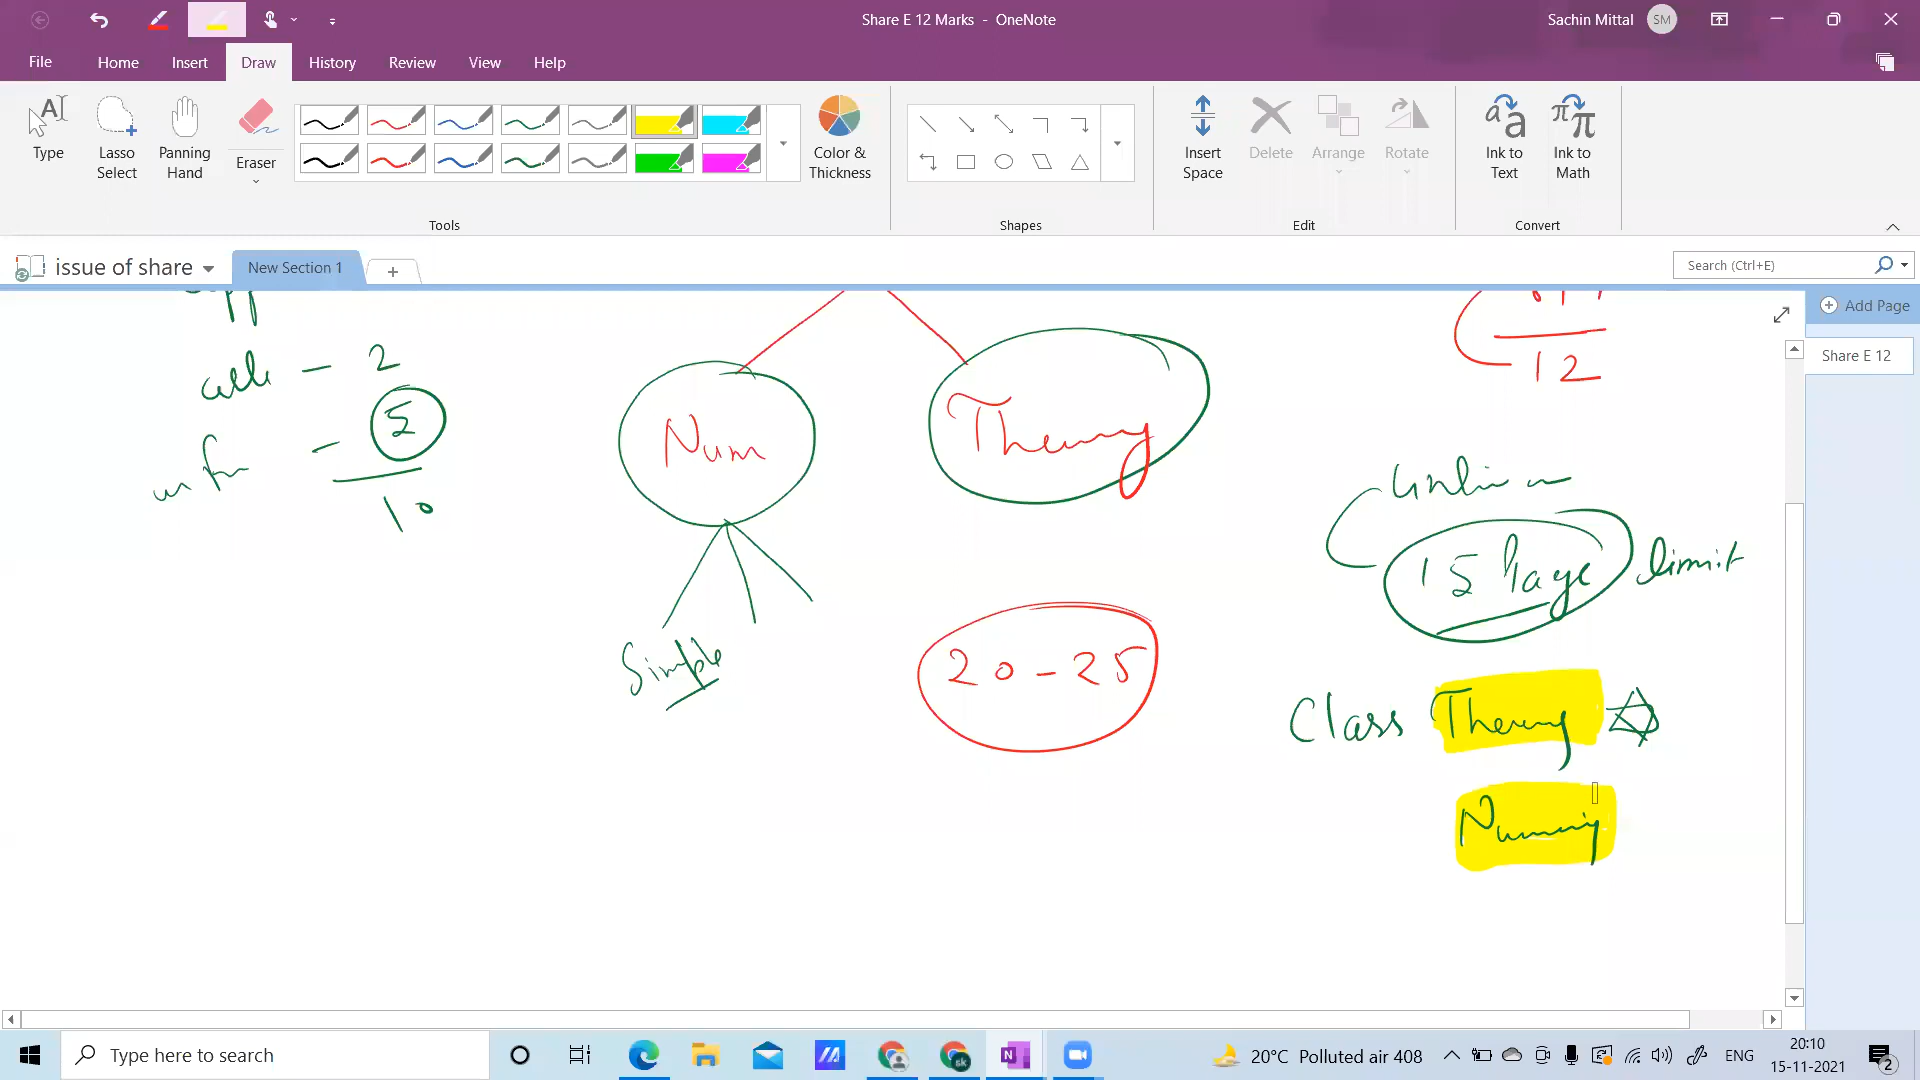 Share E 12 Marks - OneNote
Sachin Mittal
SM
File
Home
Insert
Draw
History
Review
View
Help
Type
Lasso Select
Panning Hand
Eraser
Color & Thickness
Insert Space
Delete
Arrange
Rotate
Ink to Text
Ink to Math
Tools
Shapes
Edit
Convert
issue of share
New Section 1
+
Search (Ctrl+E)
Add Page
Share E 12
12
- 2
- 5
10
Num
Theory
15 Page limit
Simple
20-25
Class Theory
Type here to search
20°C Polluted air 408
ENG
20:10
15-11-2021
2